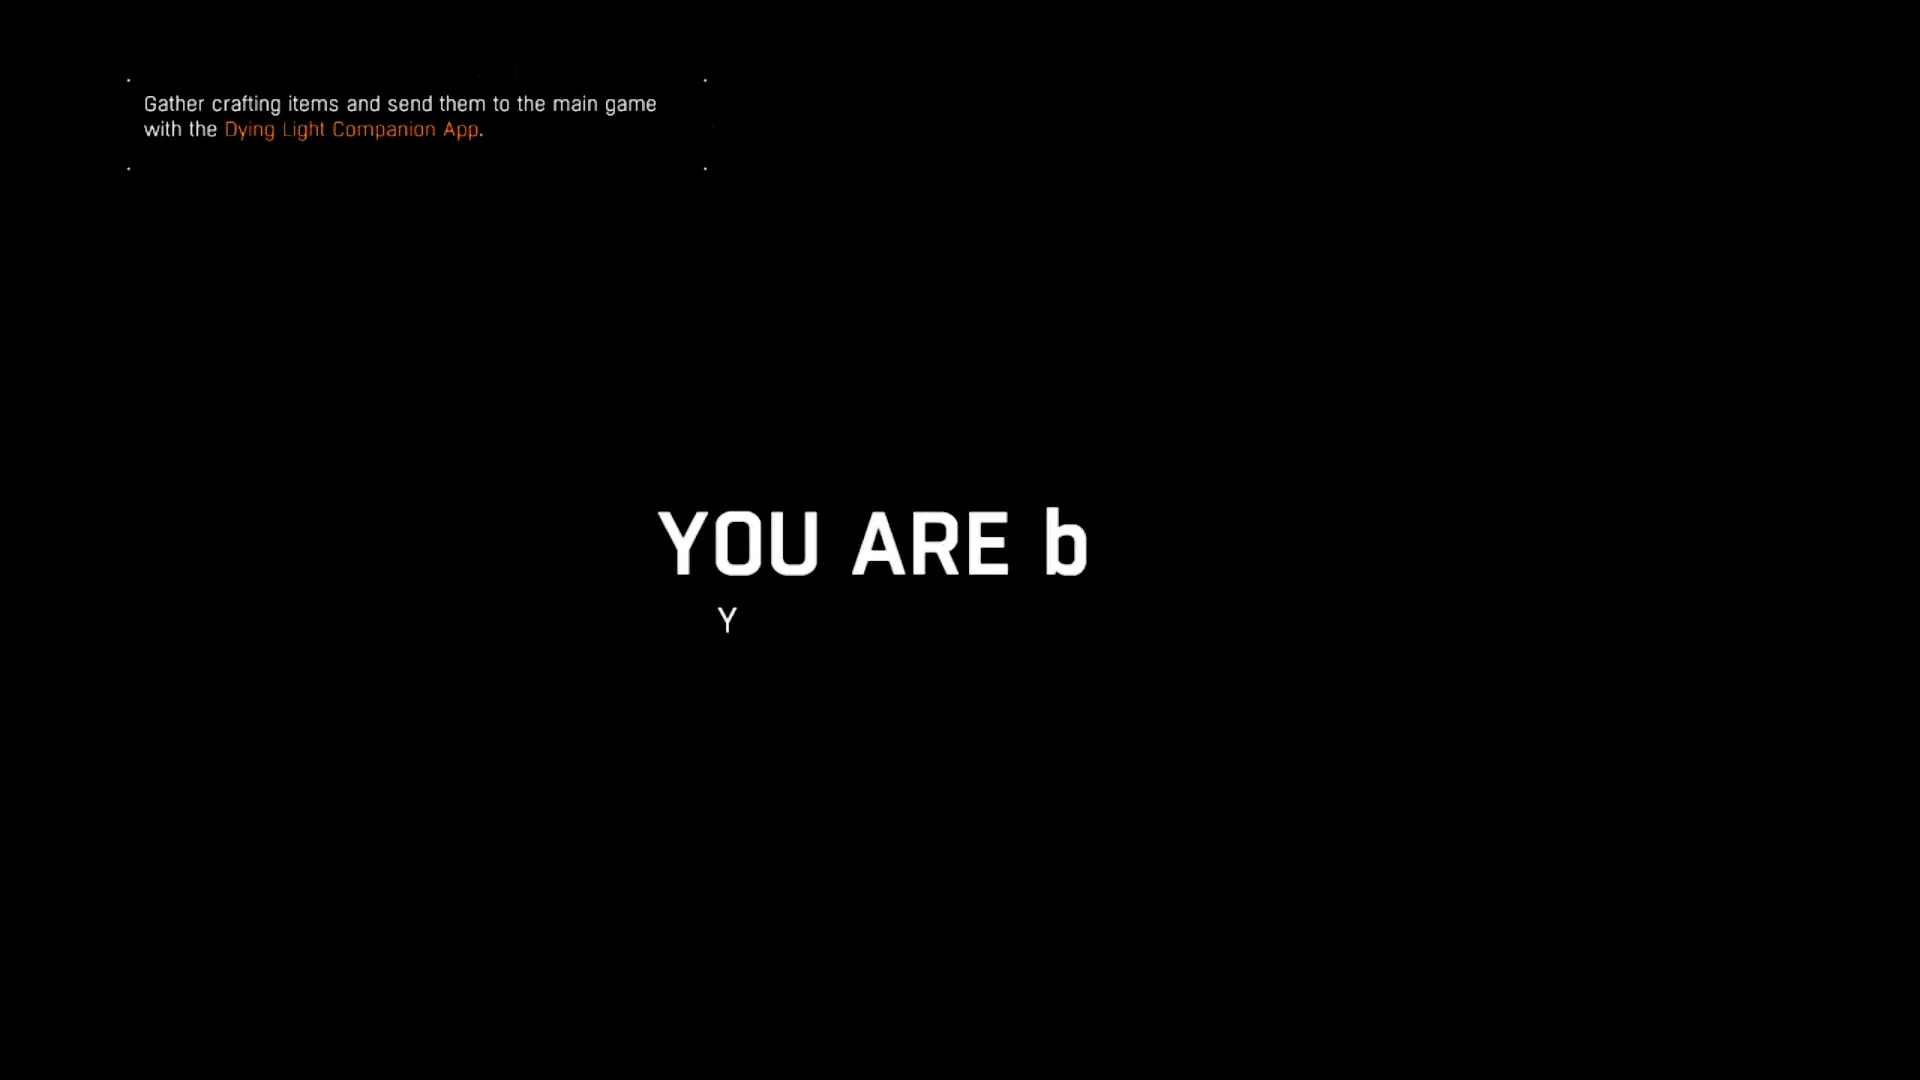 Gather crafting items and send them to the main game
with the Dying Light Companion App.
YOU ARE b
Y